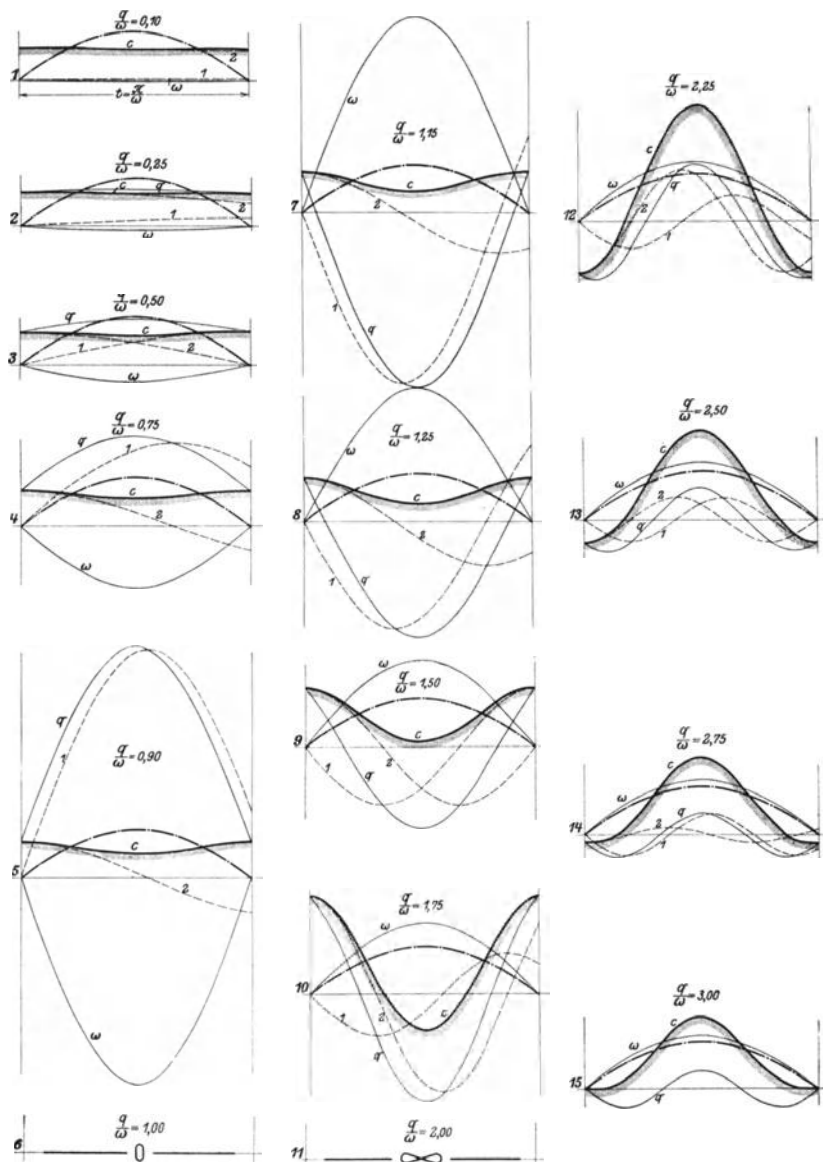 q/ω=0,10
c
2
1
1
ω
t=π/ω
q/ω=0,25
c
q
2
2
1
ω
q/ω=0,50
q
c
3
1
2
ω
q/ω=0,75
q
1
c
4
2
ω
q
1
q/ω=0,90
c
5
2
ω
q/ω=1,00
6
ω
q/ω=1,15
7
2
1
q
ω
q/ω=1,25
c
8
2
1
q
ω
q/ω=1,50
c
9
2
1
q
q/ω=1,75
ω
10
1
2
c
q
q/ω=2,00
11
q/ω=2,25
c
ω
q
2
12
1
q/ω=2,50
c
ω
2
13
q
1
q/ω=2,75
c
ω
q
2
14
1
q/ω=3,00
c
ω
15
q